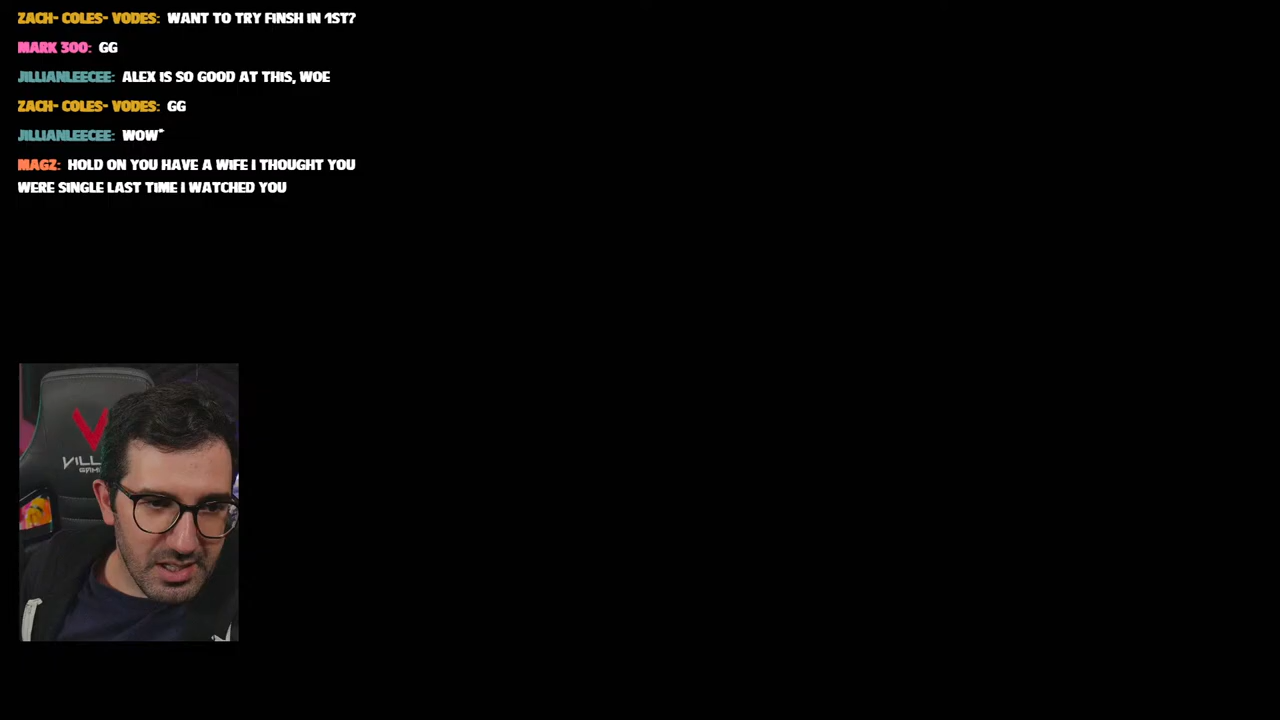 ZACH- COLES- VODES: WANT TO TRY FINSH IN 1ST?
MARK 300: GG
JILLIANLEECEE: ALEX IS SO GOOD AT THIS, WOE
ZACH- COLES- VODES: GG
JILLIANLEECEE: WOW*
MAGZ: HOLD ON YOU HAVE A WIFE I THOUGHT YOU
WERE SINGLE LAST TIME I WATCHED YOU